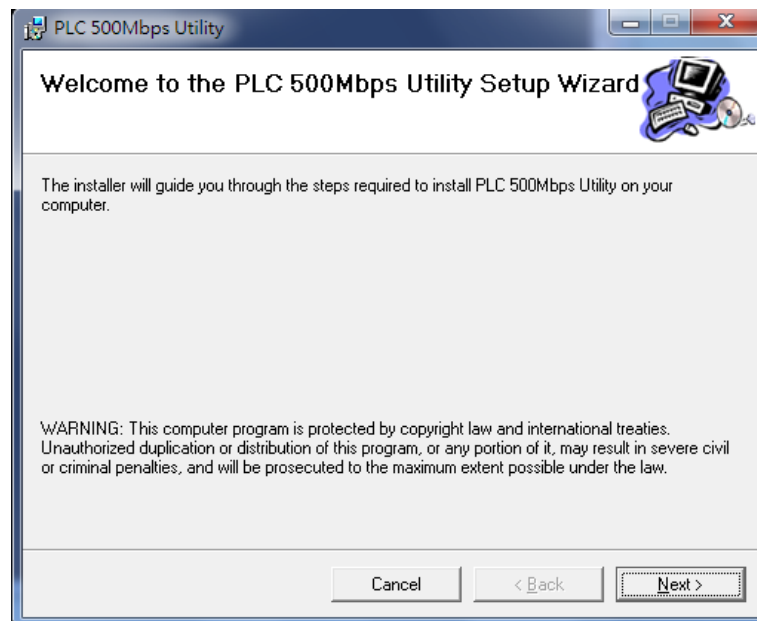 PLC 500Mbps Utility
Welcome to the PLC 500Mbps Utility Setup Wizard
The installer will guide you through the steps required to install PLC 500Mbps Utility on your
computer.
WARNING: This computer program is protected by copyright law and international treaties.
Unauthorized duplication or distribution of this program, or any portion of it, may result in severe civil
or criminal penalties, and will be prosecuted to the maximum extent possible under the law.
Cancel < Back Next >